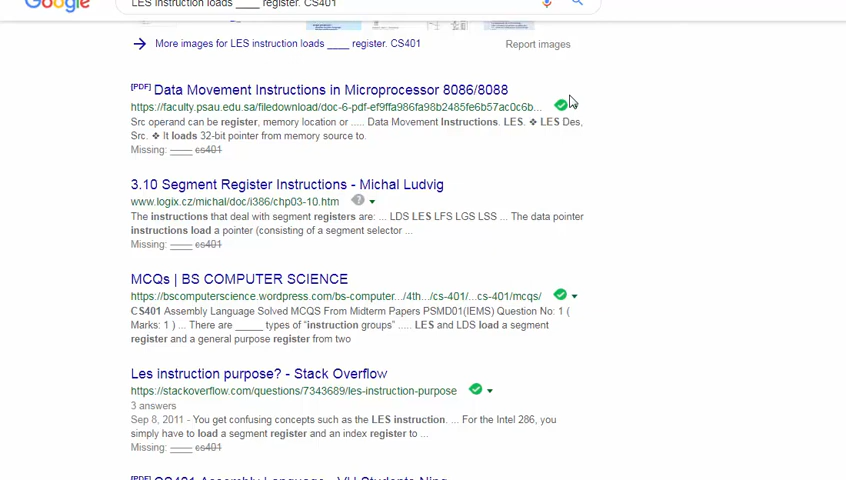 Google
LES instruction loads ____ register. CS401
More images for LES instruction loads ____ register. CS401
Report images
[PDF] Data Movement Instructions in Microprocessor 8086/8088
https://faculty.psau.edu.sa/filedownload/doc-6-pdf-ef9ffa986fa98b2485fe6b57ac0c6b...
Src operand can be register, memory location or ..... Data Movement Instructions. LES. ❖ LES Des,
Src. ❖ It loads 32-bit pointer from memory source to.
Missing: ____ cs401
3.10 Segment Register Instructions - Michal Ludvig
www.logix.cz/michal/doc/i386/chp03-10.htm
The instructions that deal with segment registers are: ... LDS LES LFS LGS LSS ... The data pointer
instructions load a pointer (consisting of a segment selector ...
Missing: ____ cs401
MCQs | BS COMPUTER SCIENCE
https://bscomputerscience.wordpress.com/bs-computer.../4th.../cs-401/...cs-401/mcqs/
CS401 Assembly Language Solved MCQS From Midterm Papers PSMD01(IEMS) Question No: 1 (
Marks: 1 ) ... There are _____ types of "instruction groups" ..... LES and LDS load a segment
register and a general purpose register from two
Les instruction purpose? - Stack Overflow
https://stackoverflow.com/questions/7343689/les-instruction-purpose
3 answers
Sep 8, 2011 - You get confusing concepts such as the LES instruction. ... For the Intel 286, you
simply have to load a segment register and an index register to ...
Missing: ____ cs401
[PDF] CS401 Assembly Language - VU Students Ning